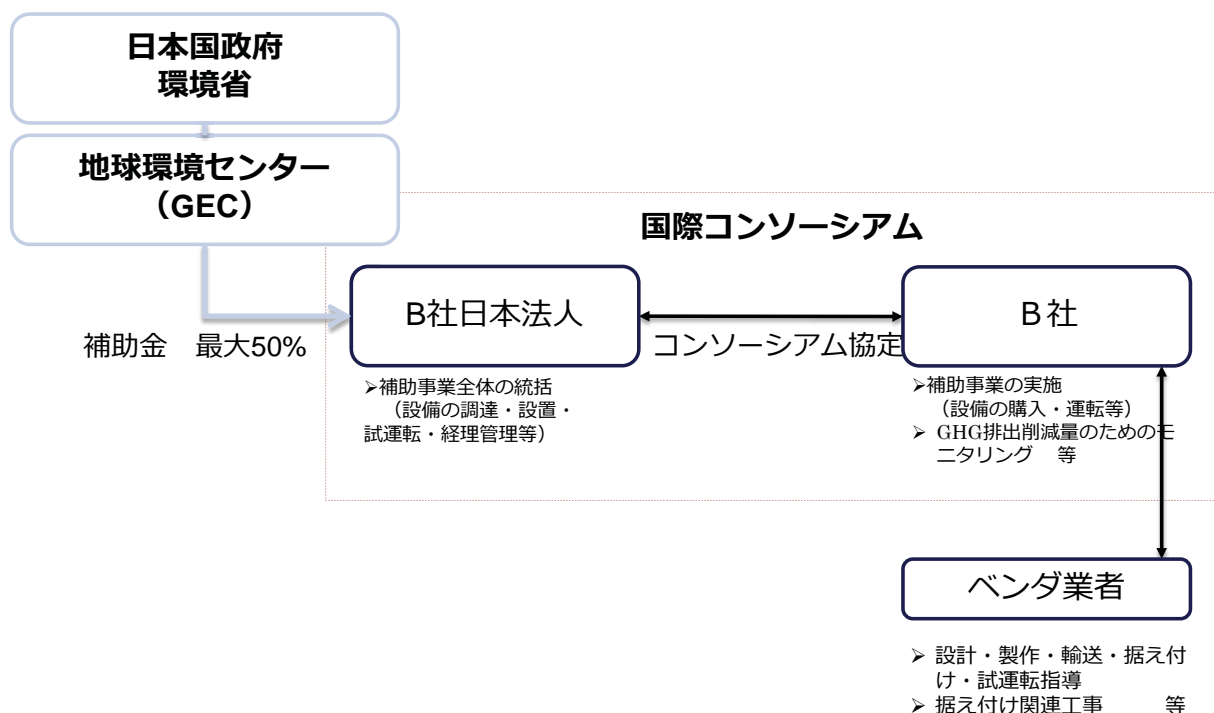 日本国政府
環境省
地球環境センター
（GEC）
国際コンソーシアム
B社日本法人
Ｂ社
補助金　最大50%
コンソーシアム協定
➢補助事業全体の統括
（設備の調達・設置・
試運転・経理管理等）
➢補助事業の実施
（設備の購入・運転等）
➢ GHG排出削減量のためのモ
ニタリング　等
ベンダ業者
➢ 設計・製作・輸送・据え付
け・試運転指導
➢ 据え付け関連工事　　等